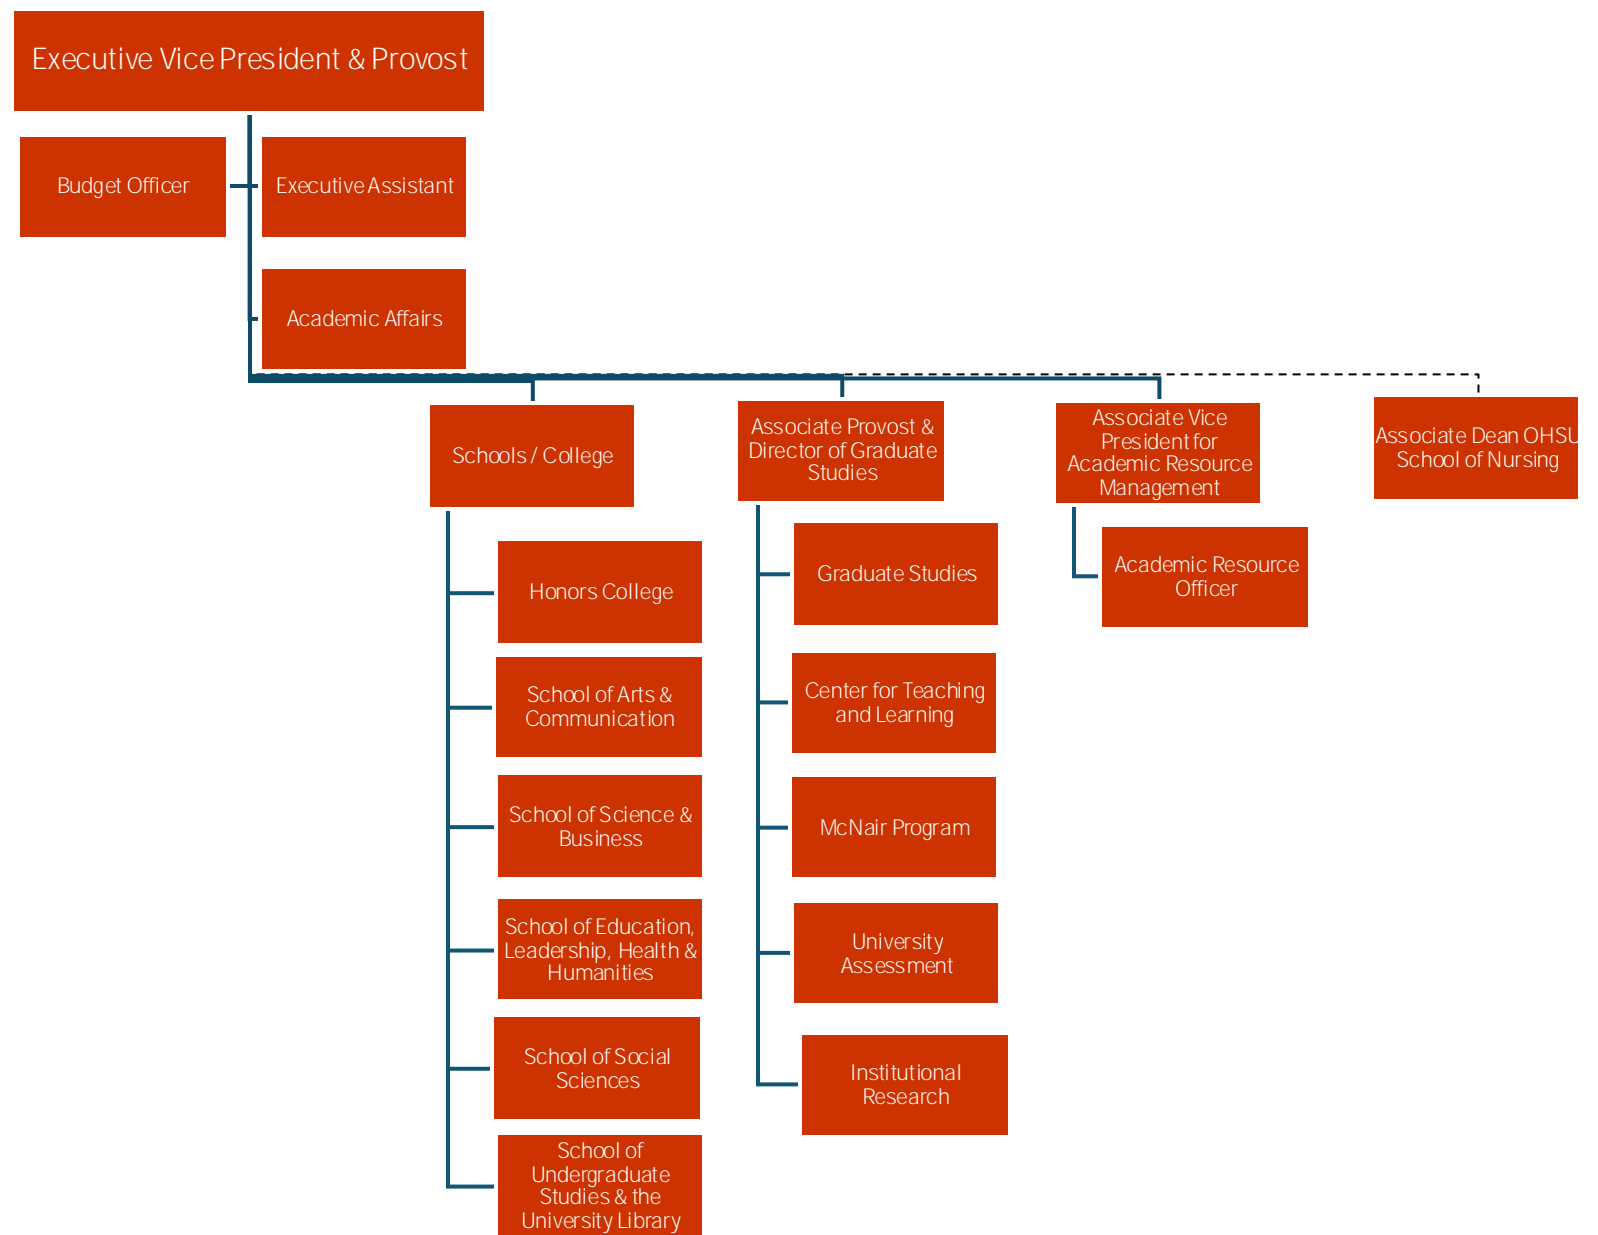 Executive Vice President & Provost
Budget Officer
Executive Assistant
Academic Affairs
Schools / College
Honors College
School of Arts &
Communication
School of Science &
Business
School of Education,
Leadership, Health &
Humanities
School of Social
Sciences
School of
Undergraduate
Studies & the
University Library
Associate Provost &
Director of Graduate
Studies
Graduate Studies
Center for Teaching
and Learning
McNair Program
University
Assessment
Institutional
Research
Associate Vice
President for
Academic Resource
Management
Academic Resource
Officer
Associate Dean OHSU
School of Nursing